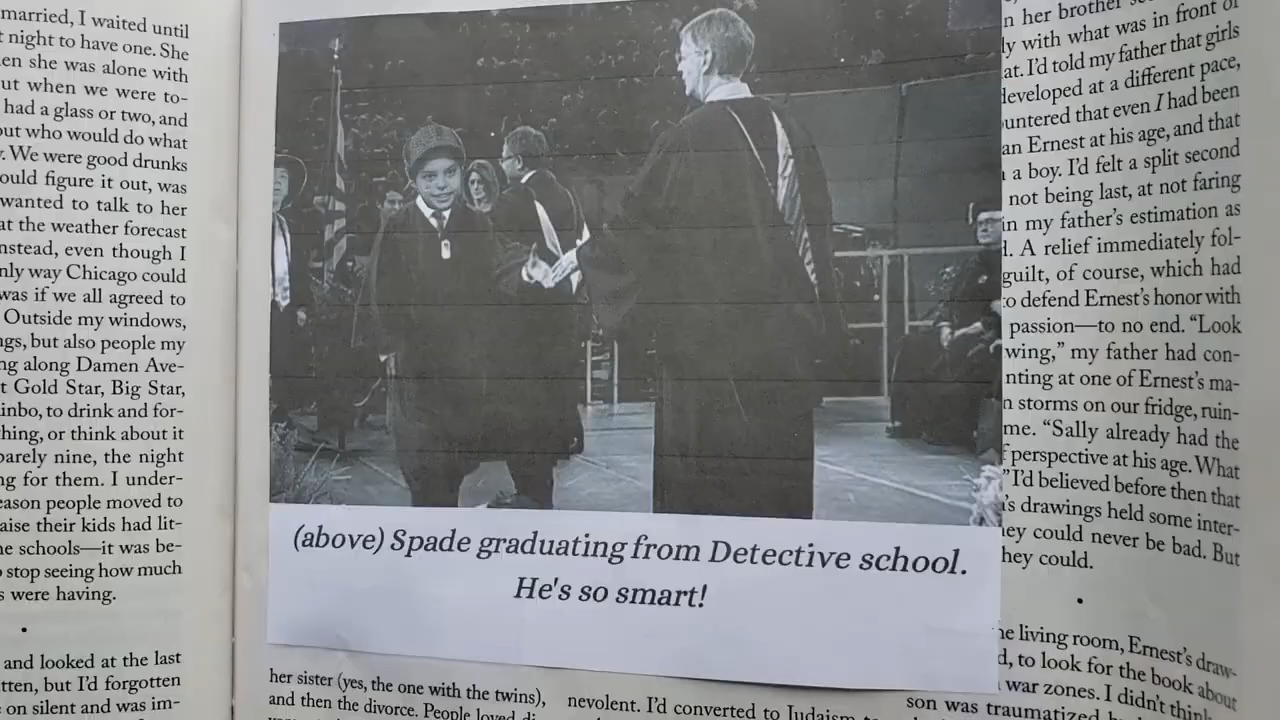 married, I waited until
night to have one. She
she was alone with
ut when we were to-
had a glass or two, and
out who would do what
We were good drunks
ould figure it out, was
wanted to talk to her
at the weather forecast
nstead, even though I
nly way Chicago could
was if we all agreed to
Outside my windows,
ngs, but also people my
ng along Damen Ave-
t Gold Star, Big Star,
inbo, to drink and for-
thing, or think about it
barely nine, the night
ng for them. I under-
eason people moved to
aise their kids had lit-
he schools—it was be-
stop seeing how much
s were having.
•
and looked at the last
tten, but I'd forgotten
on silent and was im-
(above) Spade graduating from Detective school.
He's so smart!
her sister (yes, the one with the twins),
and then the divorce. People loved di-
nevolent. I'd converted to Judaism
n her brother
ly with what was in front of
at. I'd told my father that girls
developed at a different pace,
ountered that even I had been
an Ernest at his age, and that
a boy. I'd felt a split second
not being last, at not faring
in my father's estimation as
l. A relief immediately fol-
guilt, of course, which had
to defend Ernest's honor with
passion—to no end. “Look
wing,” my father had con-
nting at one of Ernest's ma-
n storms on our fridge, ruin-
me. “Sally already had the
f perspective at his age. What
” I'd believed before then that
's drawings held some inter-
hey could never be bad. But
hey could.
•
he living room, Ernest's draw-
d, to look for the book about
war zones. I didn't think
son was traumatized